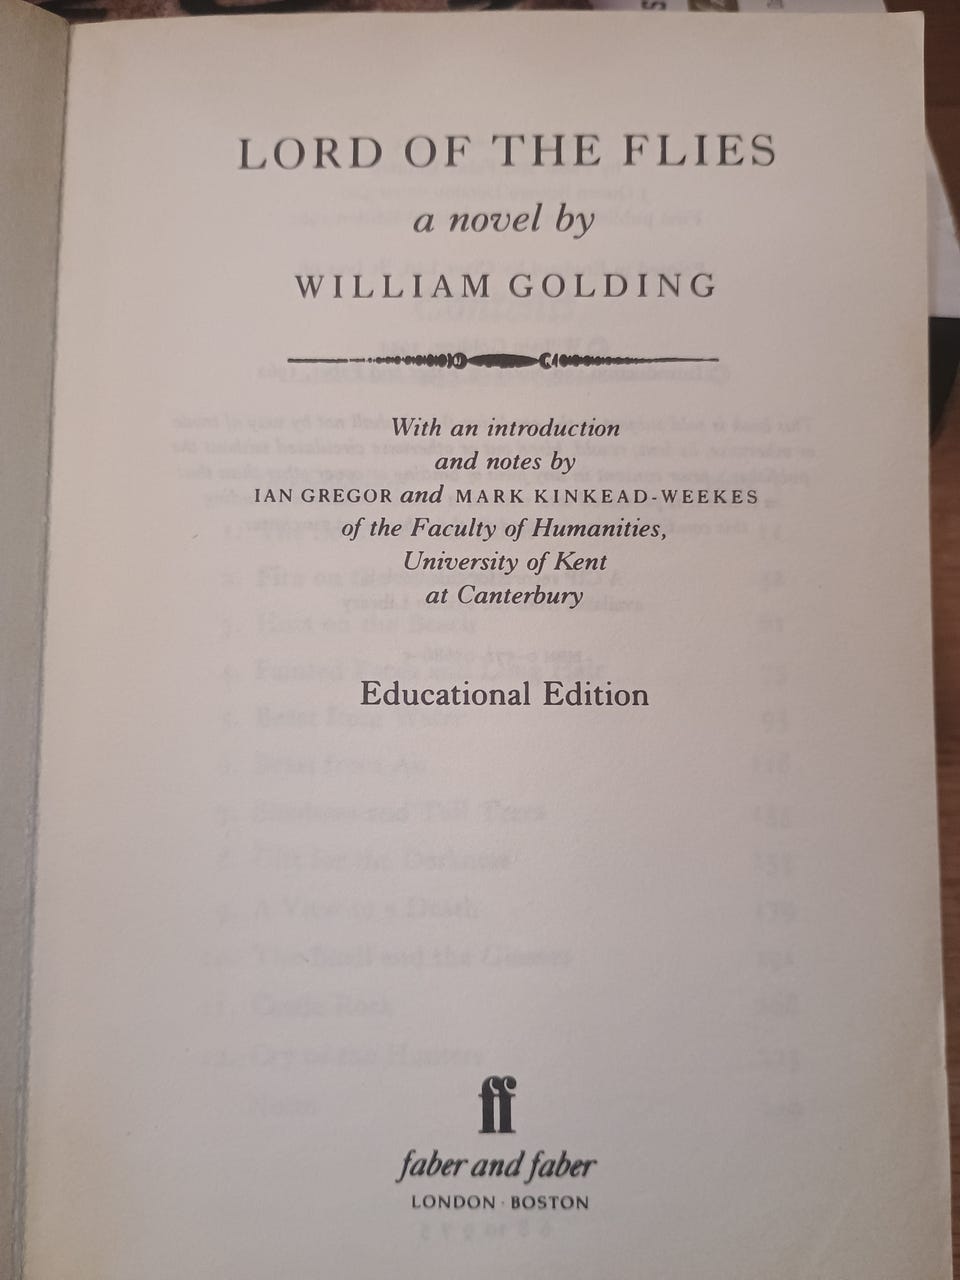 LORD OF THE FLIES
a novel by
WILLIAM GOLDING
With an introduction
and notes by
IAN GREGOR and MARK KINKEAD-WEEKES
of the Faculty of Humanities,
University of Kent
at Canterbury
Educational Edition
ff
faber and faber
LONDON · BOSTON